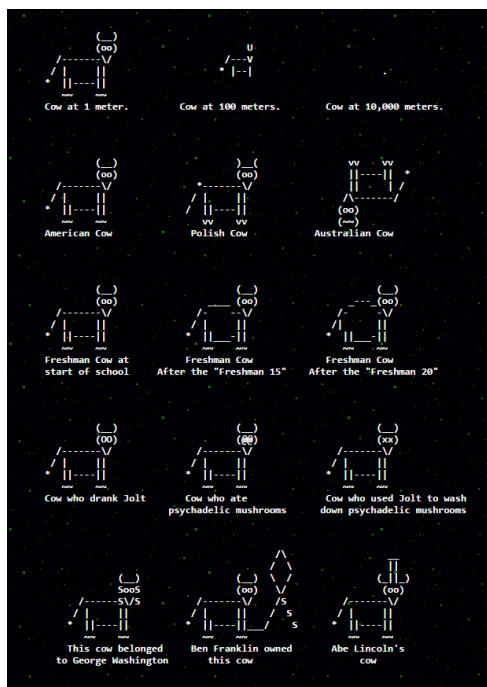 Cow at 1 meter.
Cow at 100 meters.
Cow at 10,000 meters.
American Cow
Polish Cow
Australian Cow
Freshman Cow at
start of school
Freshman Cow
After the "Freshman 15"
Freshman Cow
After the "Freshman 20"
Cow who drank Jolt
Cow who ate
psychadelic mushrooms
Cow who used Jolt to wash
down psychadelic mushrooms
This cow belonged
to George Washington
Ben Franklin owned
this cow
Abe Lincoln's
cow